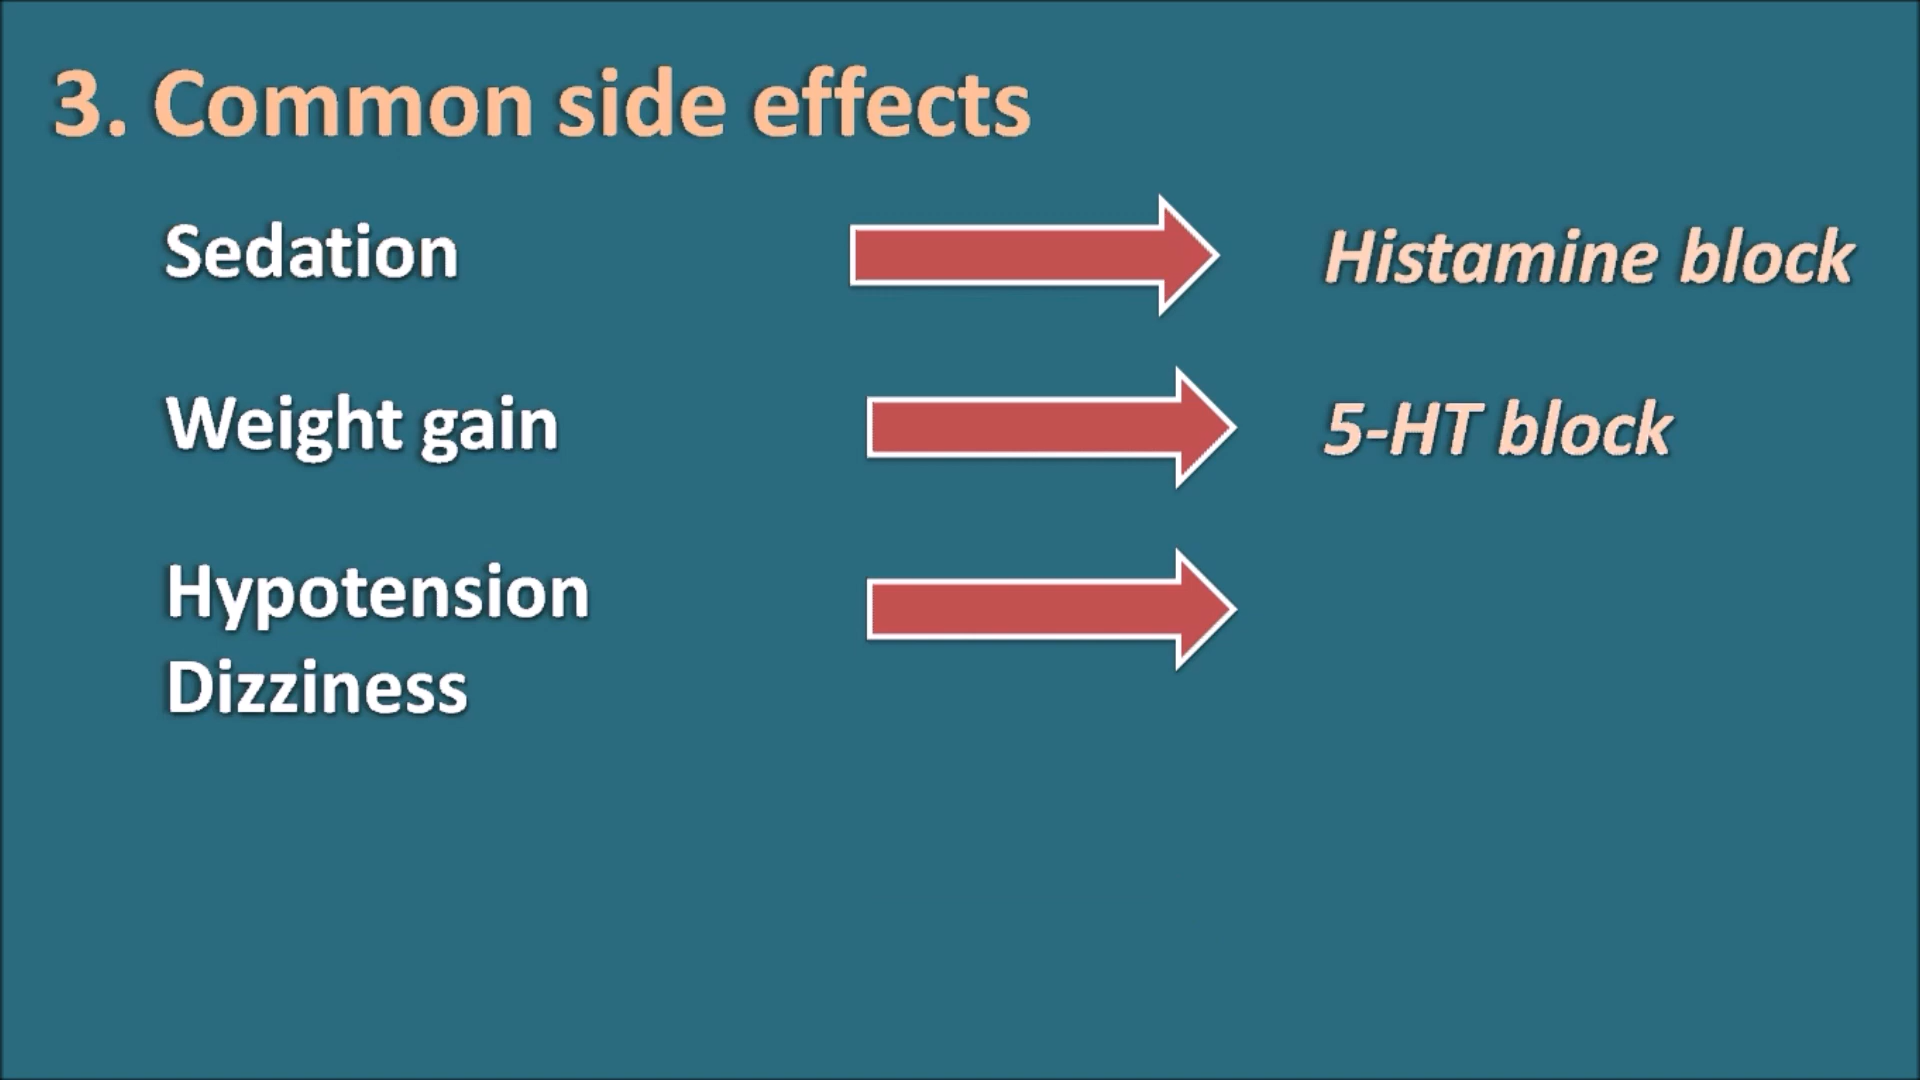 3. Common side effects
Sedation
Histamine block
Weight gain
5-HT block
Hypotension
Dizziness